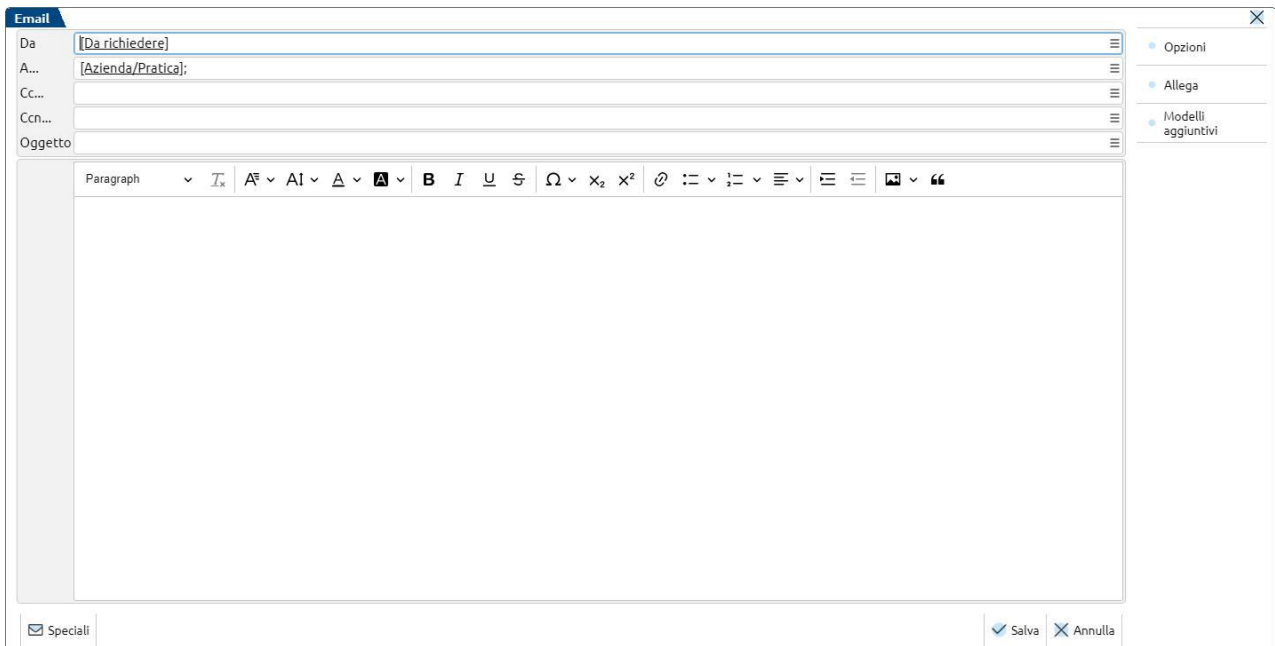 Email
Da [Da richiedere]
A... [Azienda/Pratica];
Cc...
Ccn...
Oggetto
Opzioni
Allega
Modelli
aggiuntivi
Paragraph
Speciali
Salva Annulla